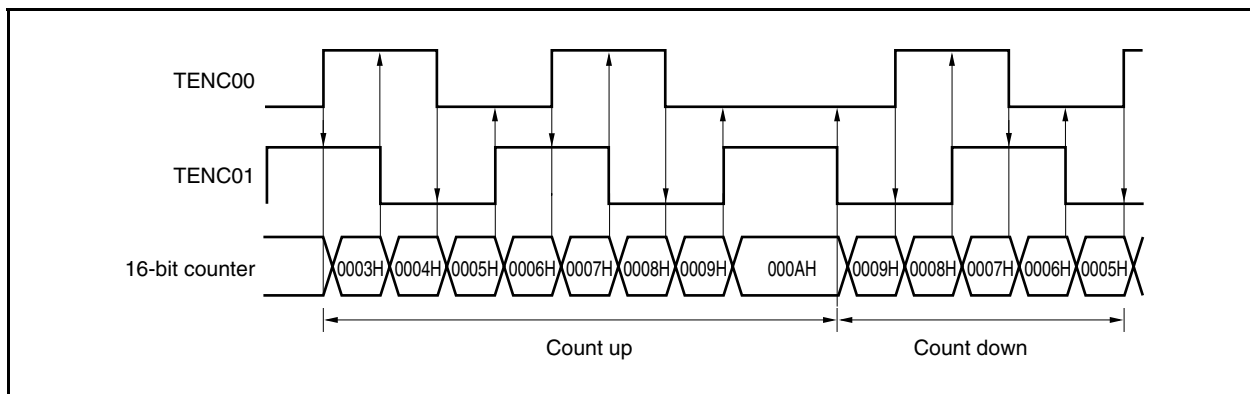 TENC00
TENC01
16-bit counter
0003H 0004H 0005H 0006H 0007H 0008H 0009H 000AH 0009H 0008H 0007H 0006H 0005H
Count up
Count down